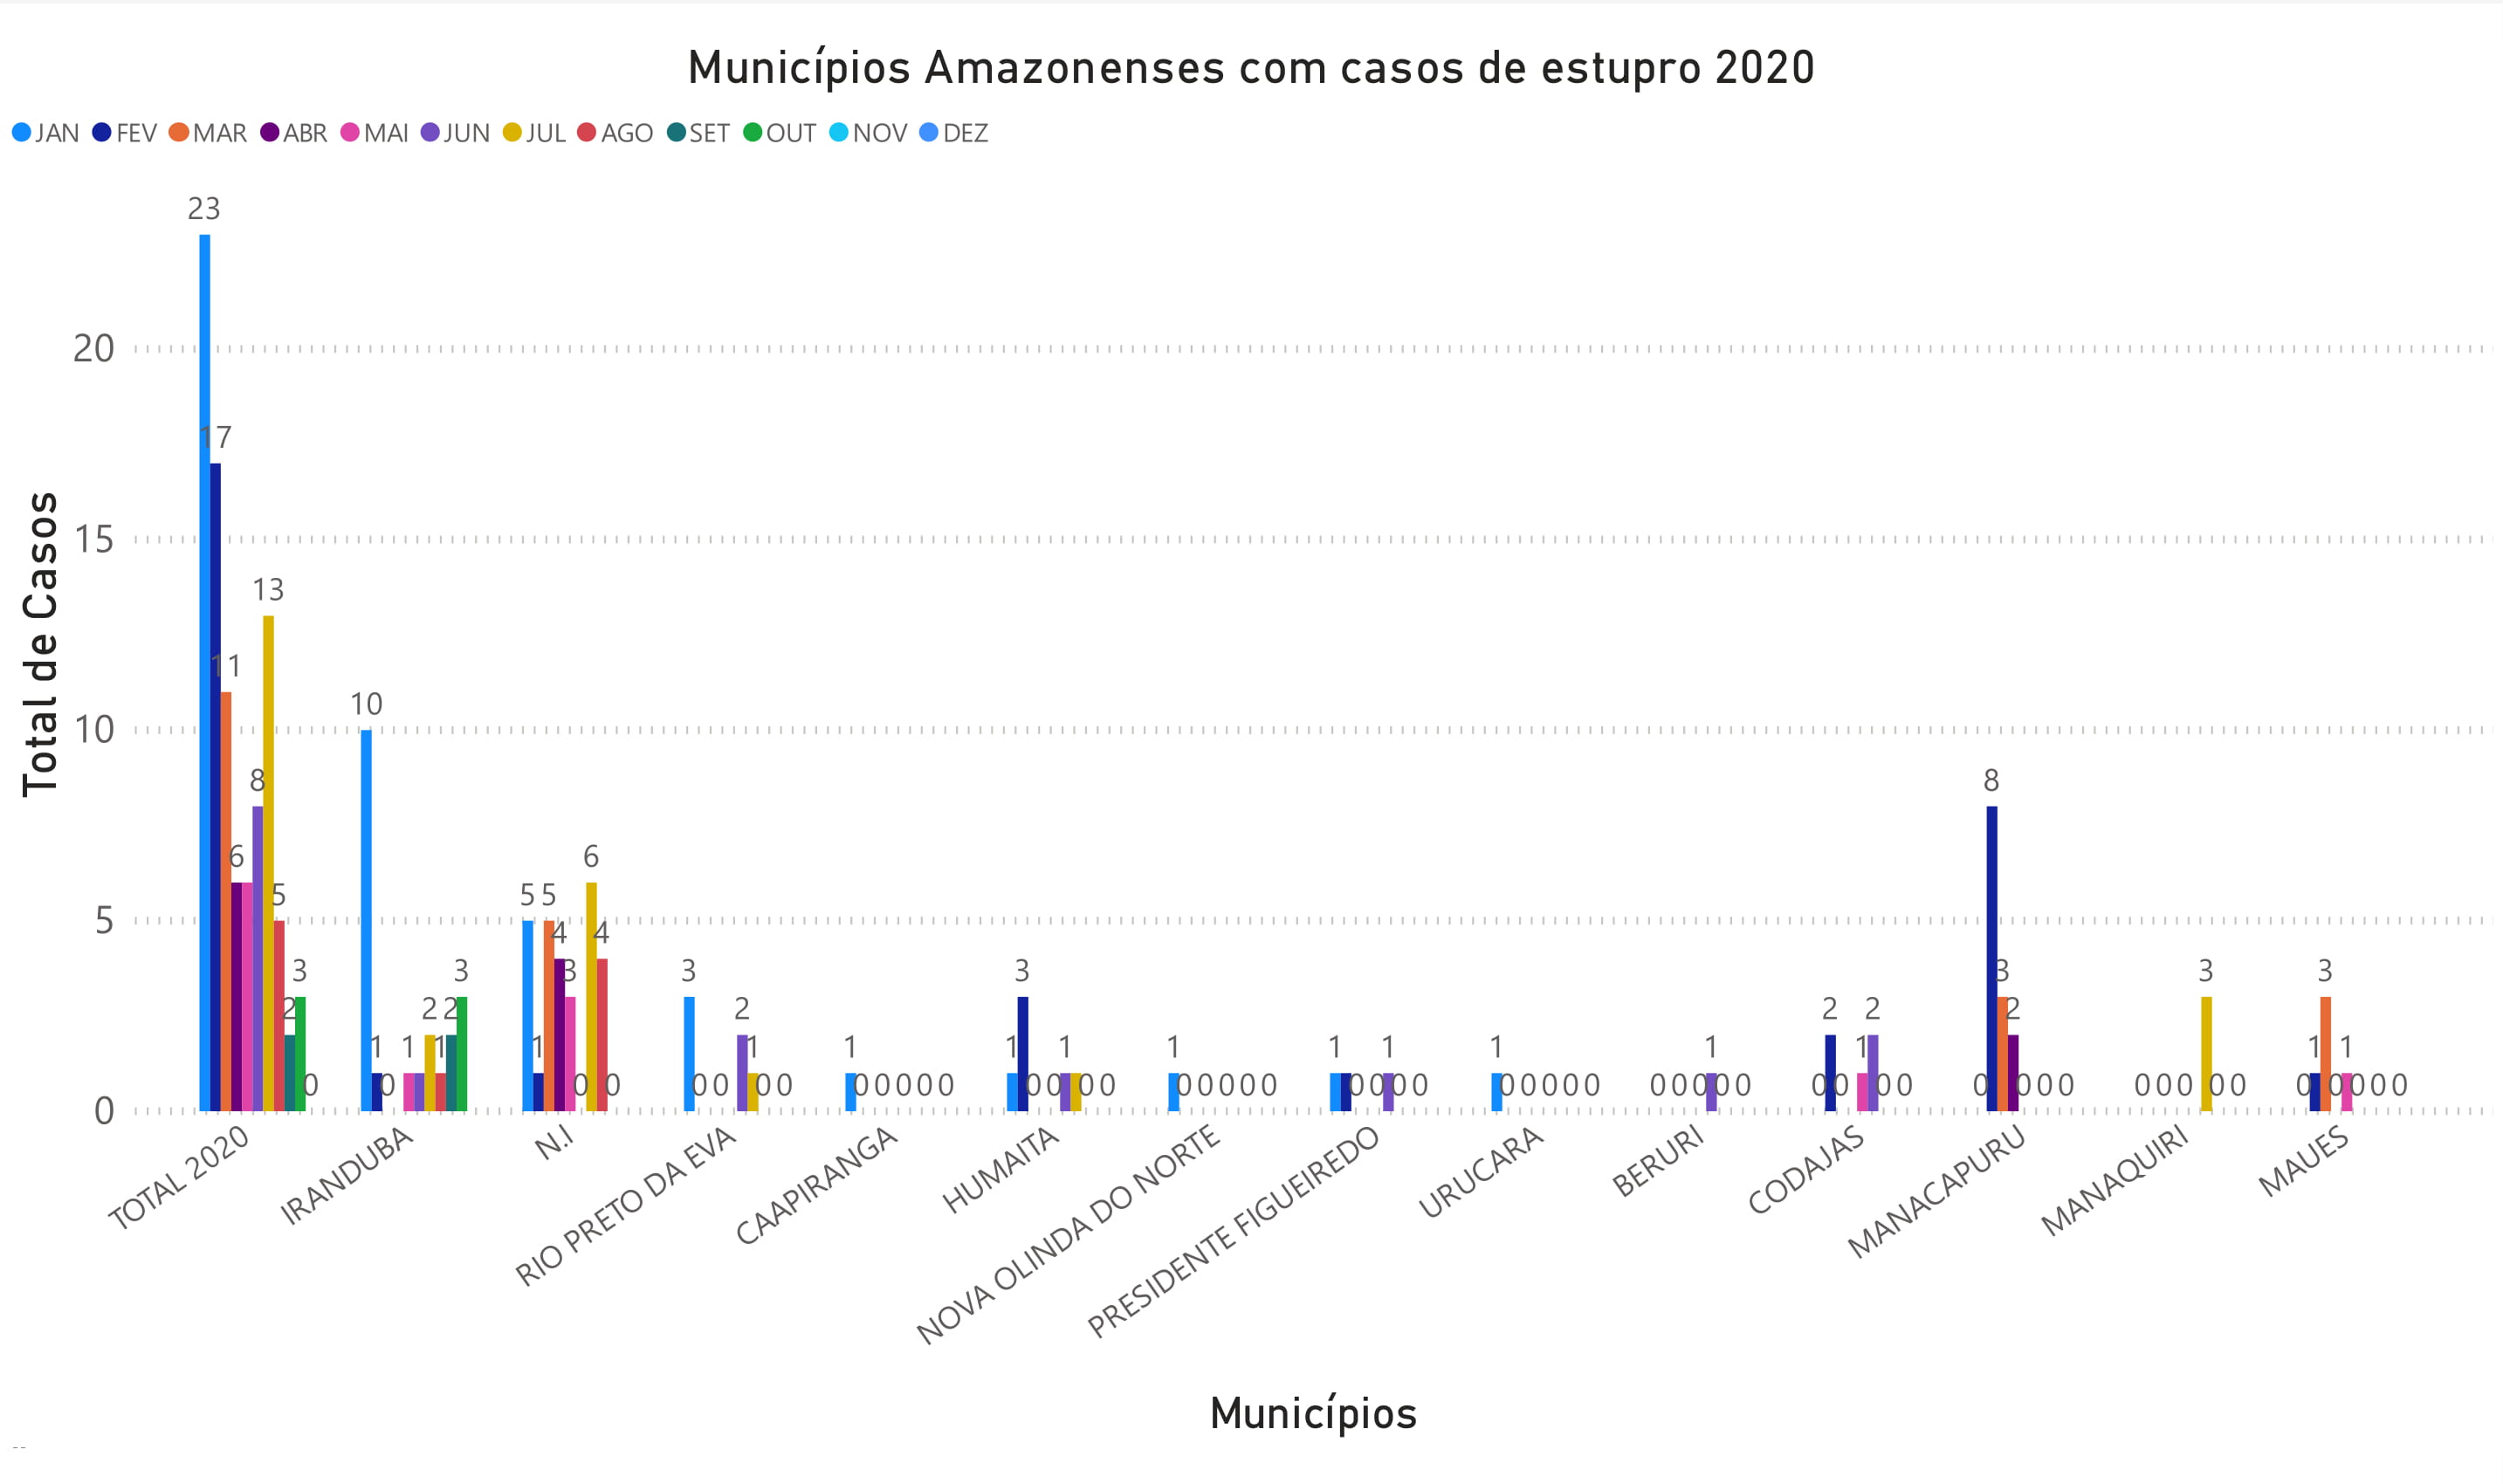 Municípios Amazonenses com casos de estupro 2020
JAN FEV MAR ABR MAI JUN JUL AGO SET OUT NOV DEZ
Total de Casos
20
15
10
5
0
23 17 11 6 8 13 5 2 3 0
10 1 0 1 2 1 2 3
5 1 5 4 3 0 6 4 0
3 0 0 2 1 0 0
1 0 0 0 0 0
1 3 0 0 1 0 0
1 0 0 0 0 0
1 0 0 1 0 0
1 0 0 0 0 0
0 0 0 0 1 0 0
0 0 2 1 2 0 0
0 8 3 2 0 0 0
0 0 0 3 0 0
0 1 3 0 1 0 0 0
TOTAL 2020
IRANDUBA
N.I
RIO PRETO DA EVA
CAAPIRANGA
HUMAITA
NOVA OLINDA DO NORTE
PRESIDENTE FIGUEIREDO
URUCARA
BERURI
CODAJAS
MANACAPURU
MANAQUIRI
MAUES
Municípios
--